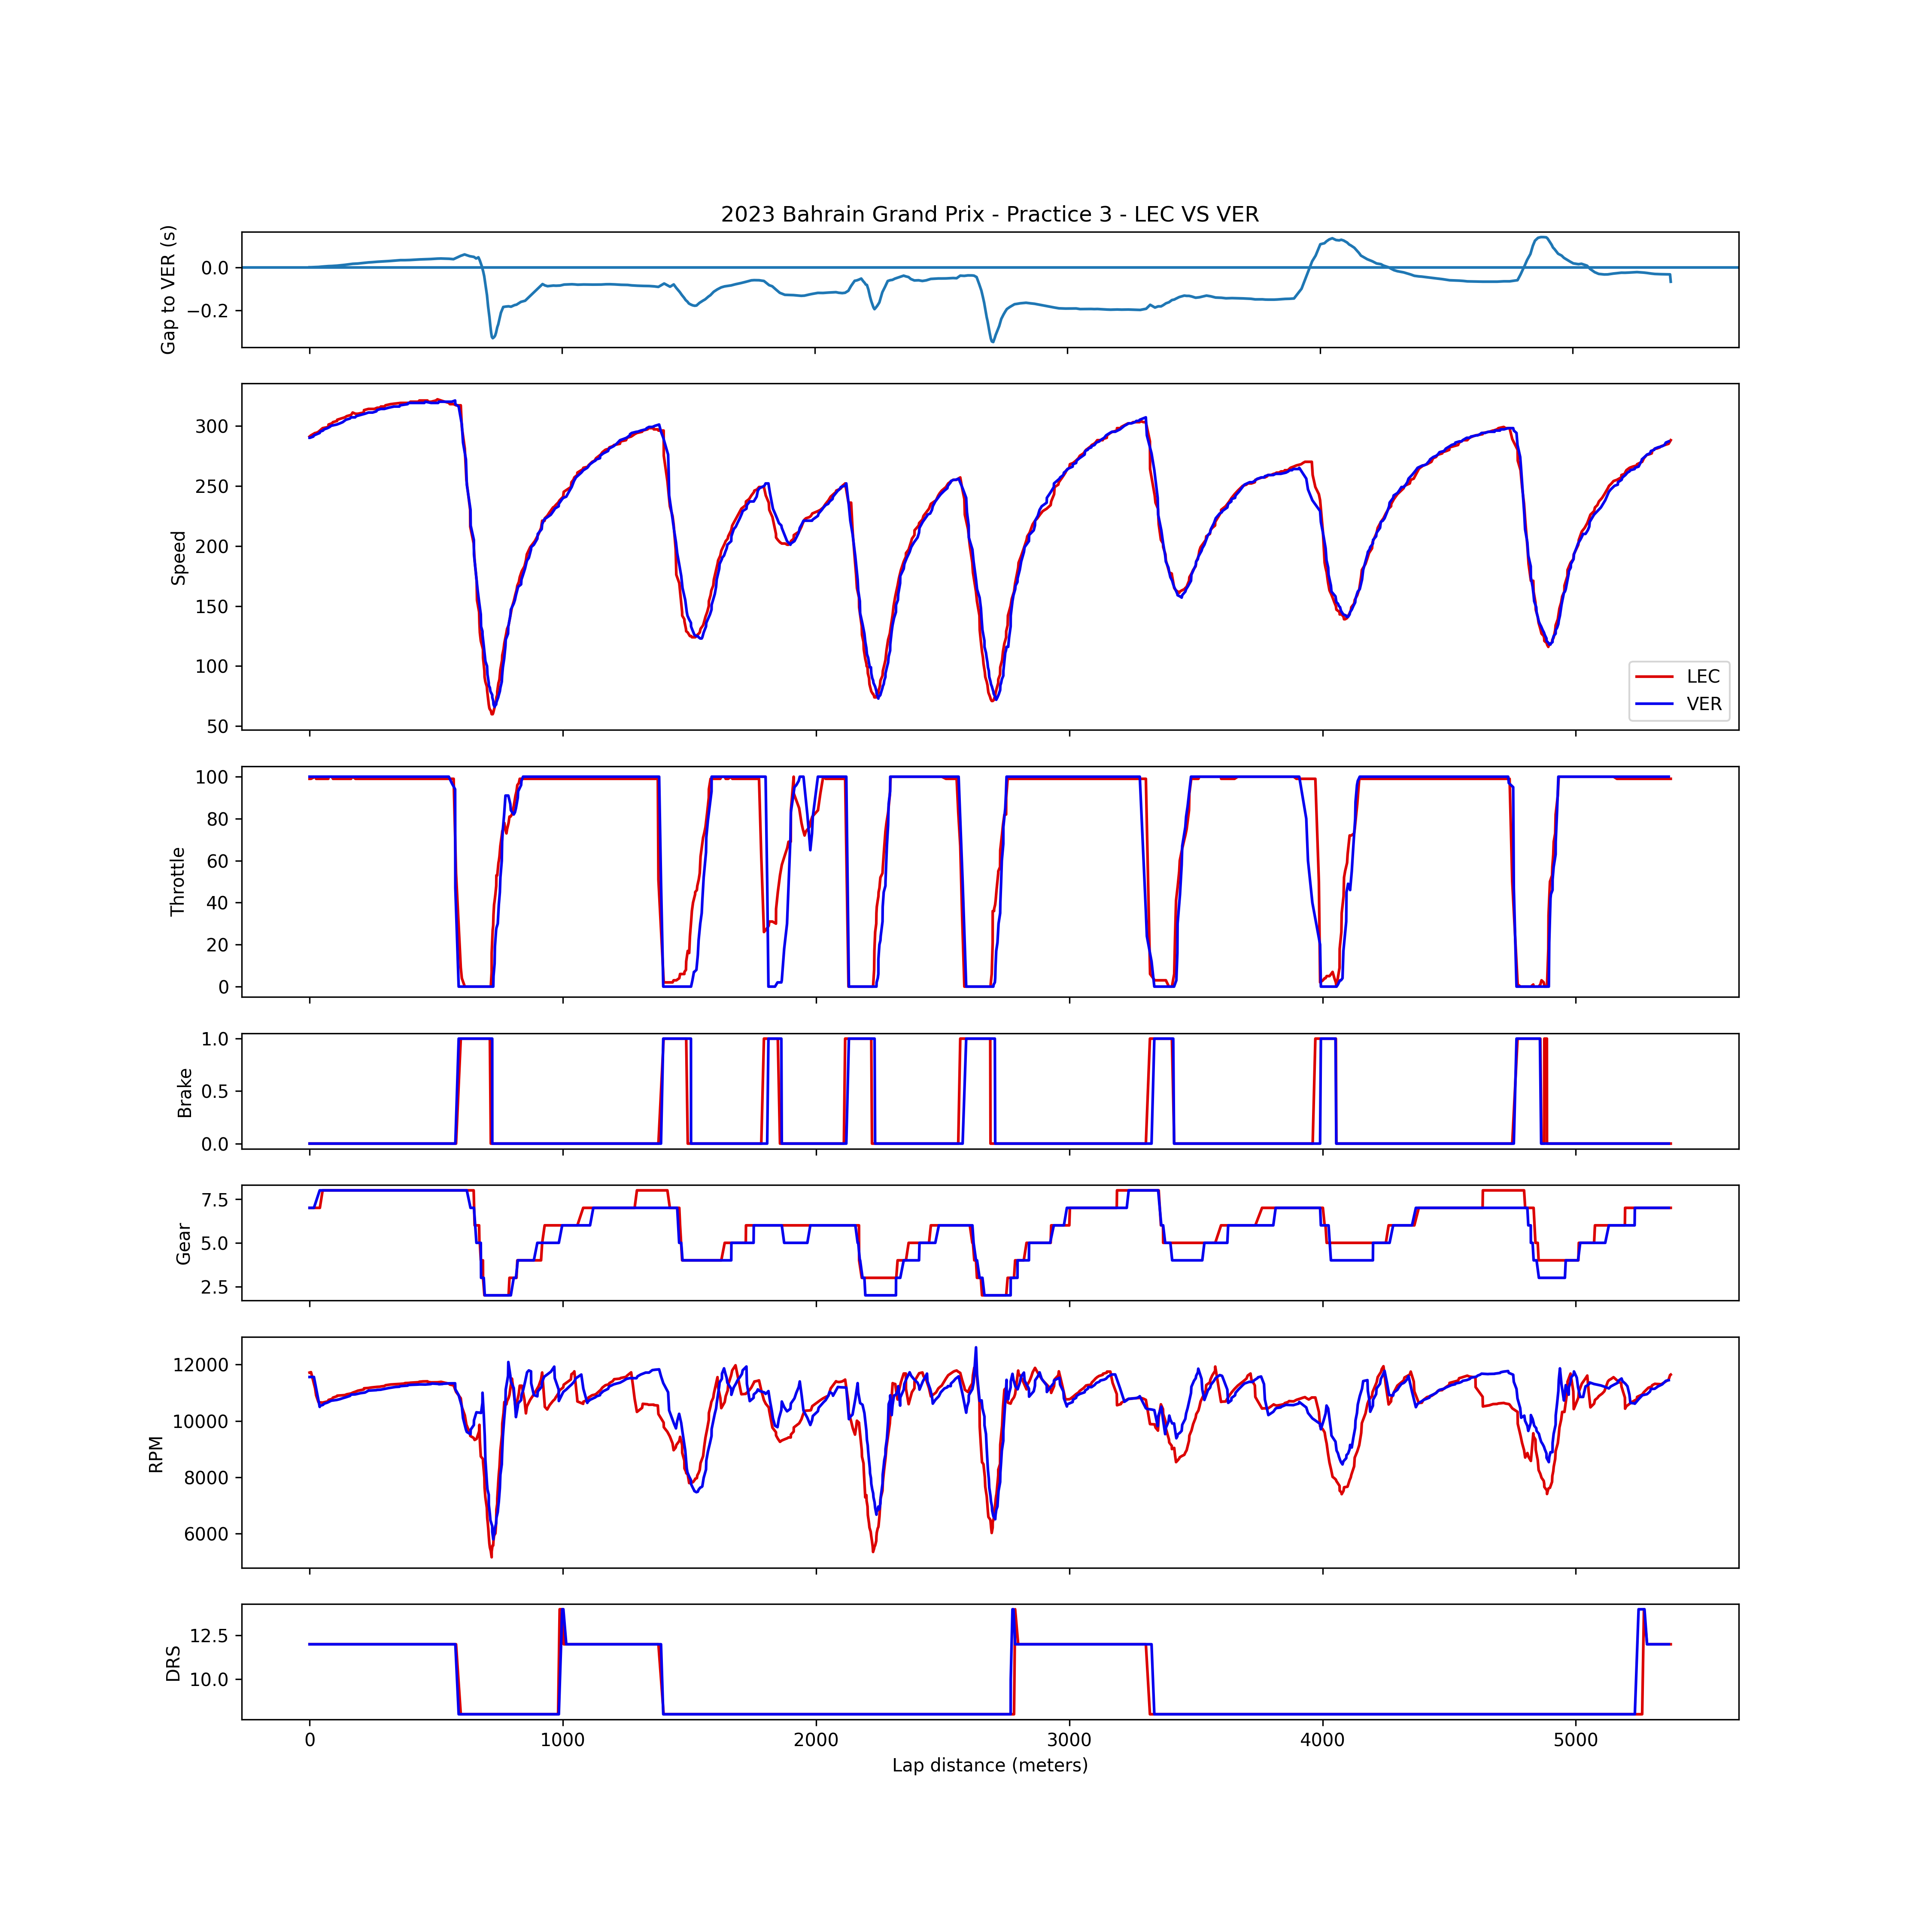 2023 Bahrain Grand Prix - Practice 3 - LEC VS VER
Gap to VER (s)
0.0
−0.2
Speed
300
250
200
150
100
50
LEC
VER
Throttle
100
80
60
40
20
0
Brake
1.0
0.5
0.0
Gear
7.5
5.0
2.5
RPM
12000
10000
8000
6000
DRS
12.5
10.0
0 1000 2000 3000 4000 5000
Lap distance (meters)